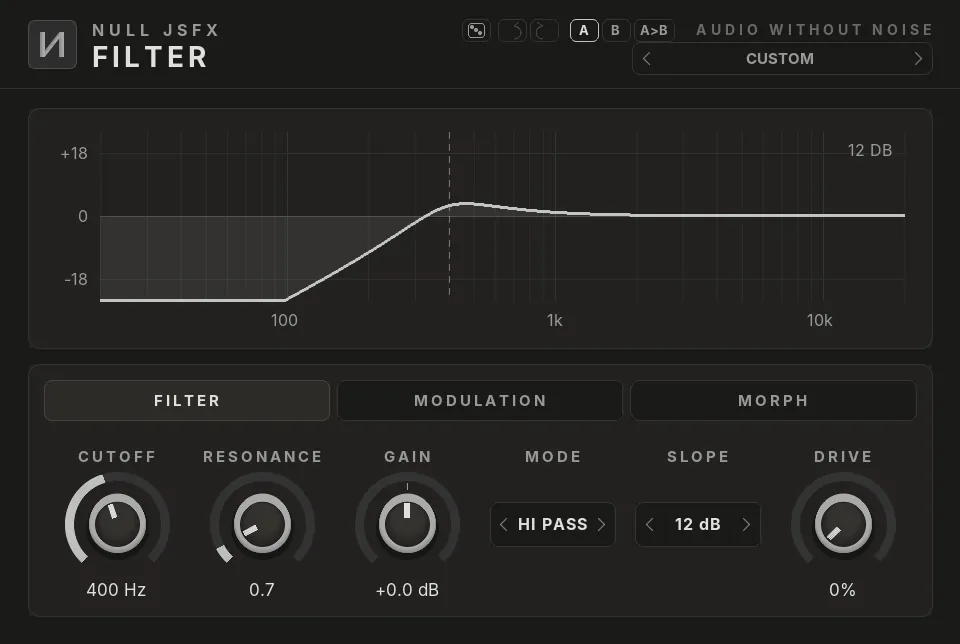 NULL JSFX
FILTER
A B A>B
AUDIO WITHOUT NOISE
CUSTOM
+18
12 DB
0
-18
100 1k 10k
FILTER MODULATION MORPH
CUTOFF RESONANCE GAIN MODE SLOPE DRIVE
HI PASS 12 dB
400 Hz 0.7 +0.0 dB 0%